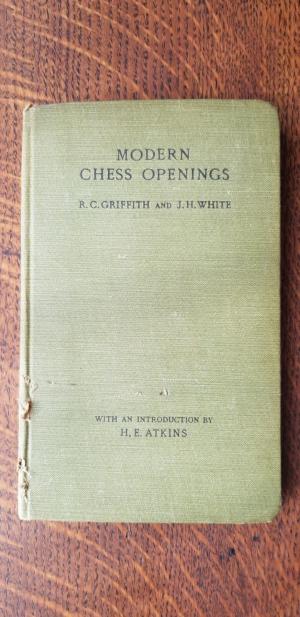 MODERN
CHESS OPENINGS
R. C. GRIFFITH AND J. H. WHITE
WITH AN INTRODUCTION BY
H. E. ATKINS